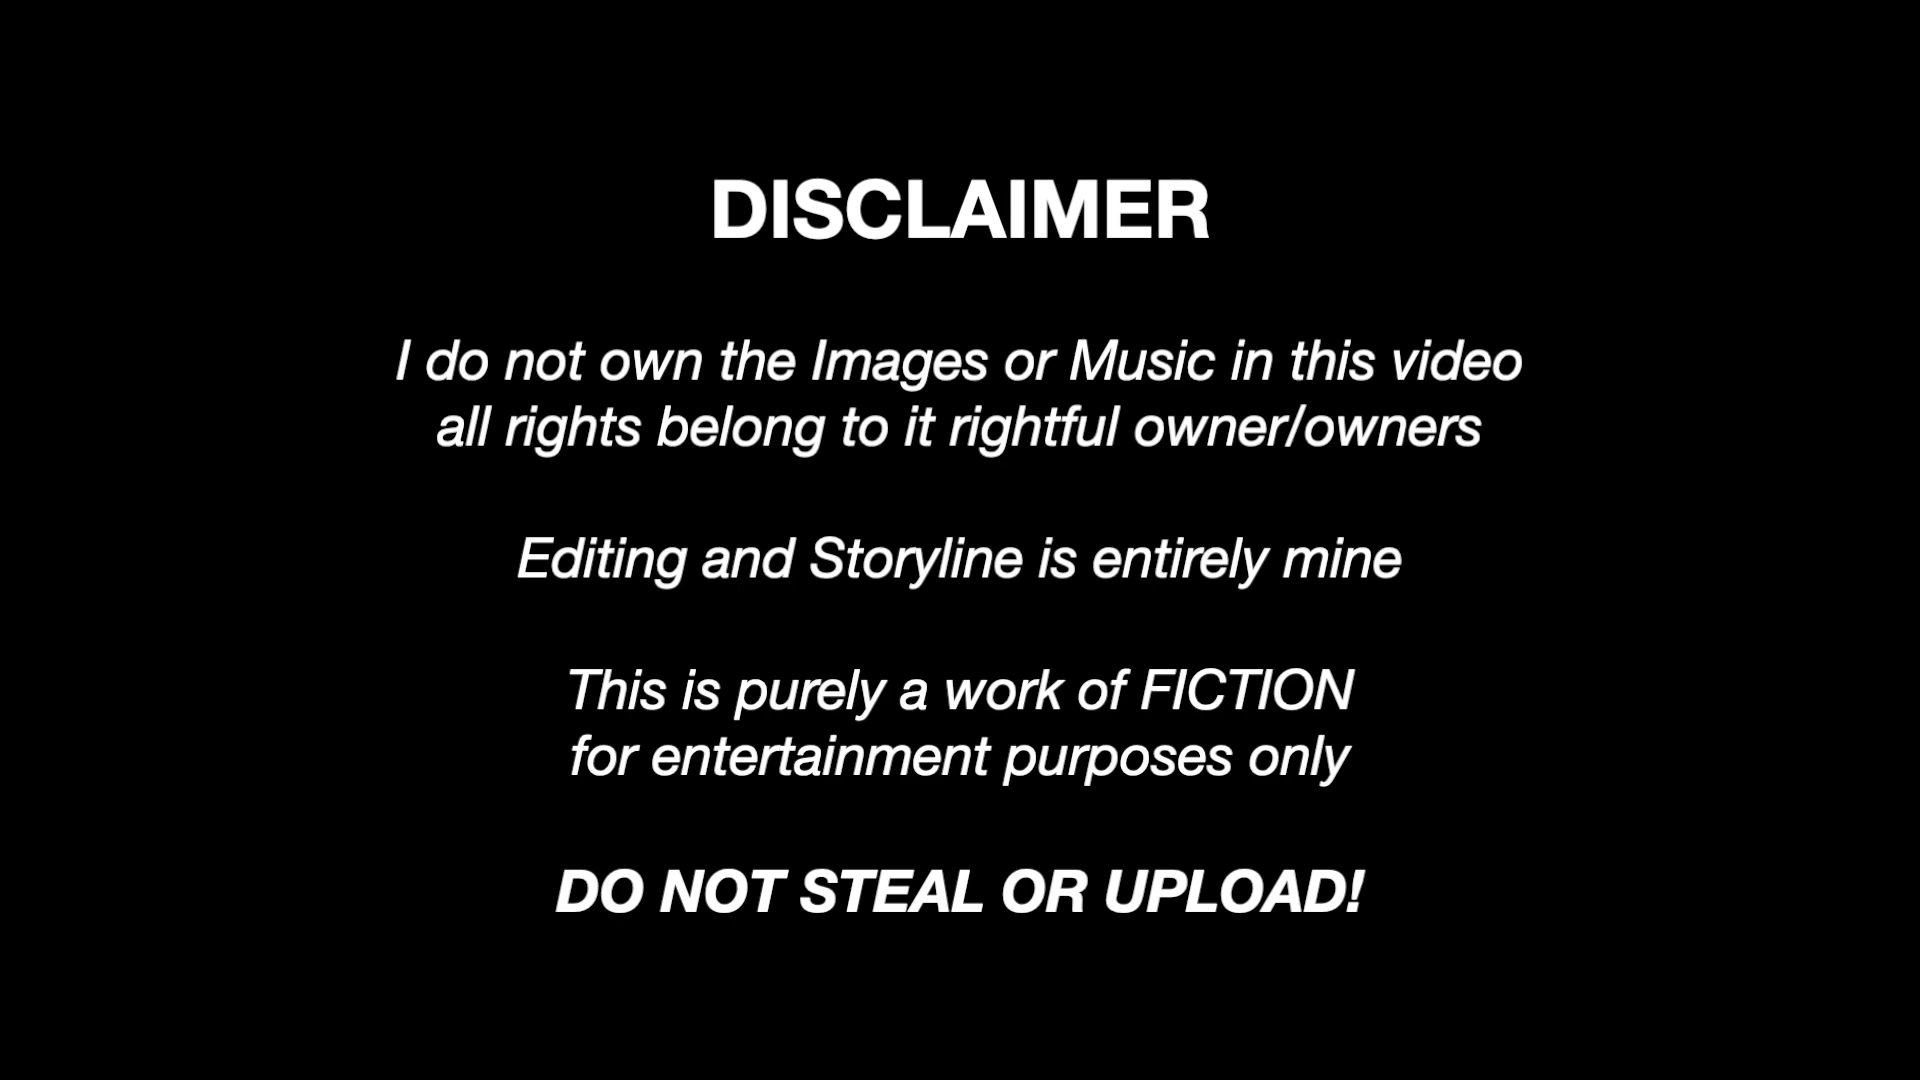 DISCLAIMER
I do not own the Images or Music in this video
all rights belong to it rightful owner/owners
Editing and Storyline is entirely mine
This is purely a work of FICTION
for entertainment purposes only
DO NOT STEAL OR UPLOAD!